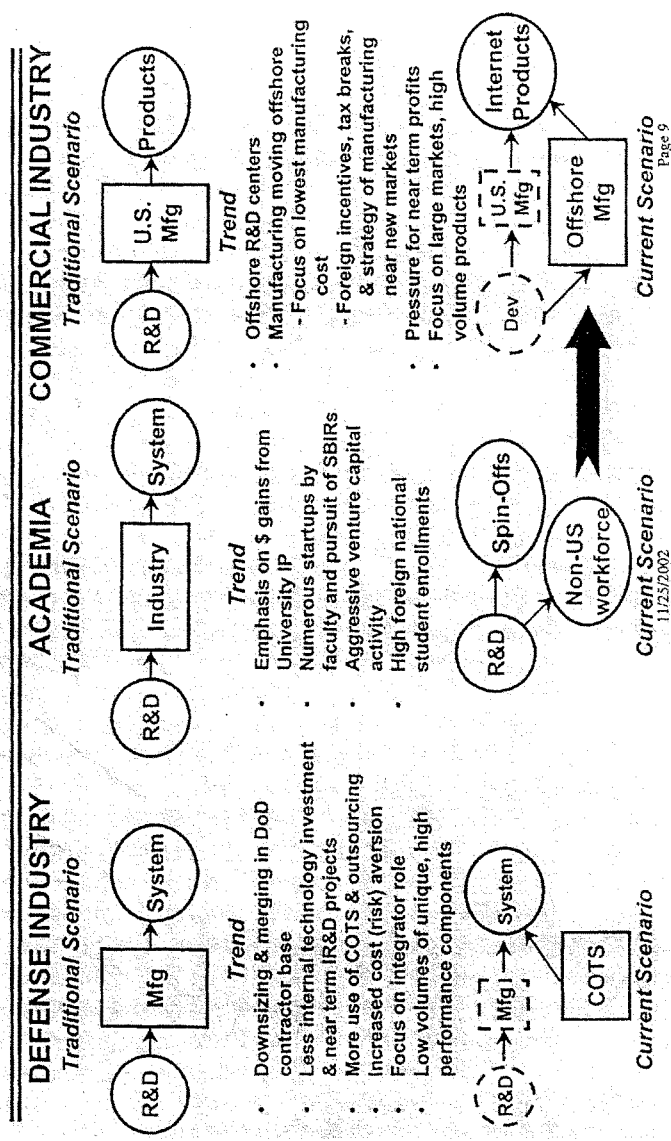 DEFENSE INDUSTRY
Traditional Scenario
R&D
Mfg
System
Trend
• Downsizing & merging in DoD
contractor base
• Less internal technology investment
& near term IR&D projects
• More use of COTS & outsourcing
• Increased cost (risk) aversion
• Focus on integrator role
• Low volumes of unique, high
performance components
R&D
Mfg
System
COTS
Current Scenario
ACADEMIA
Traditional Scenario
R&D
Industry
System
Trend
• Emphasis on $ gains from
University IP
• Numerous startups by
faculty and pursuit of SBIRs
• Aggressive venture capital
activity
• High foreign national
student enrollments
R&D
Spin-Offs
Non-US
workforce
Current Scenario
11/25/2002
COMMERCIAL INDUSTRY
Traditional Scenario
R&D
U.S.
Mfg
Products
Trend
• Offshore R&D centers
• Manufacturing moving offshore
- Focus on lowest manufacturing
cost
- Foreign incentives, tax breaks,
& strategy of manufacturing
near new markets
• Pressure for near term profits
• Focus on large markets, high
volume products
Dev
U.S.
Mfg
Internet
Products
Offshore
Mfg
Current Scenario
Page 9